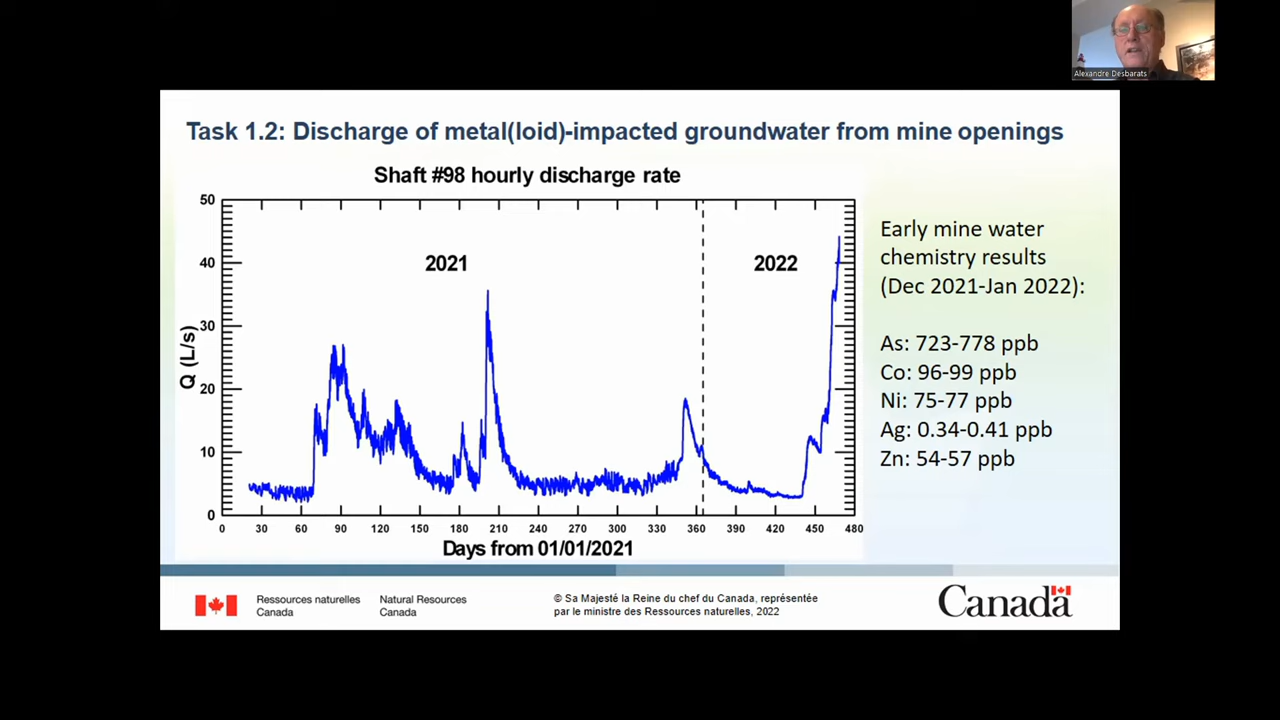 Alexandre Desbarats
Task 1.2: Discharge of metal(loid)-impacted groundwater from mine openings
Shaft #98 hourly discharge rate
50
40
30
20
10
0
Q (L/s)
2021
2022
0 30 60 90 120 150 180 210 240 270 300 330 360 390 420 450 480
Days from 01/01/2021
Early mine water
chemistry results
(Dec 2021-Jan 2022):
As: 723-778 ppb
Co: 96-99 ppb
Ni: 75-77 ppb
Ag: 0.34-0.41 ppb
Zn: 54-57 ppb
Ressources naturelles
Canada
Natural Resources
Canada
© Sa Majesté la Reine du chef du Canada, représentée
par le ministre des Ressources naturelles, 2022
Canada